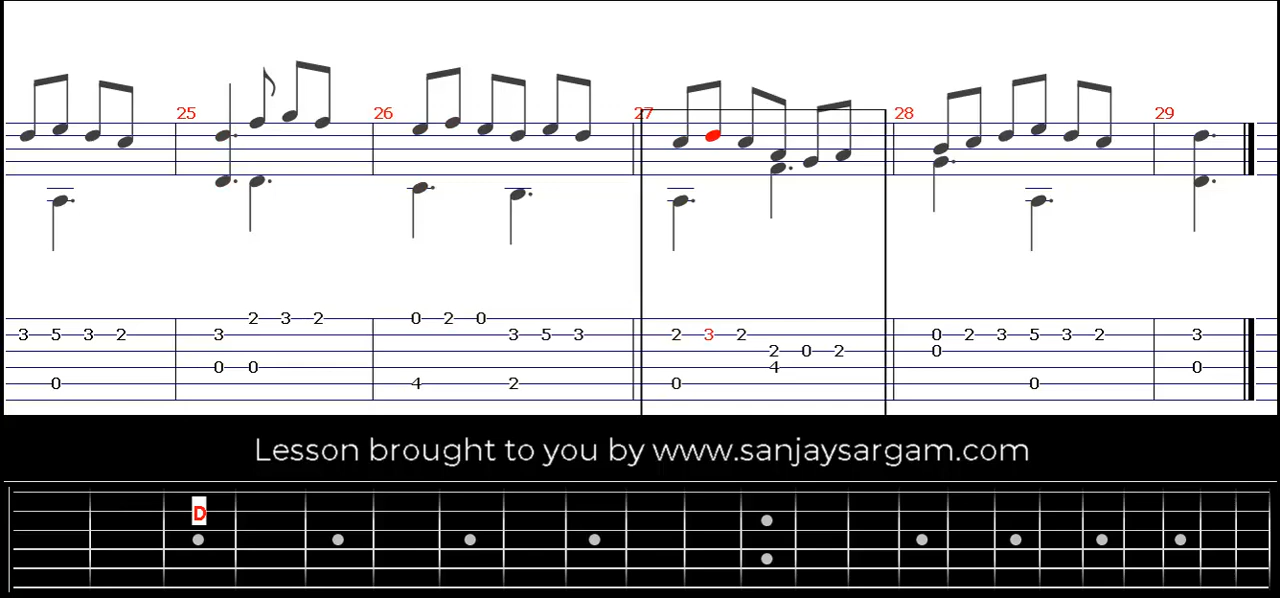 25 26 27 28 29
2 3 2 0 2 0
3 5 3 2 3 3 5 3 2 3 2 0 2 3 5 3 2 3
2 0 2 0
0 0 4 0
0 4 2 0 0
Lesson brought to you by www.sanjaysargam.com
D